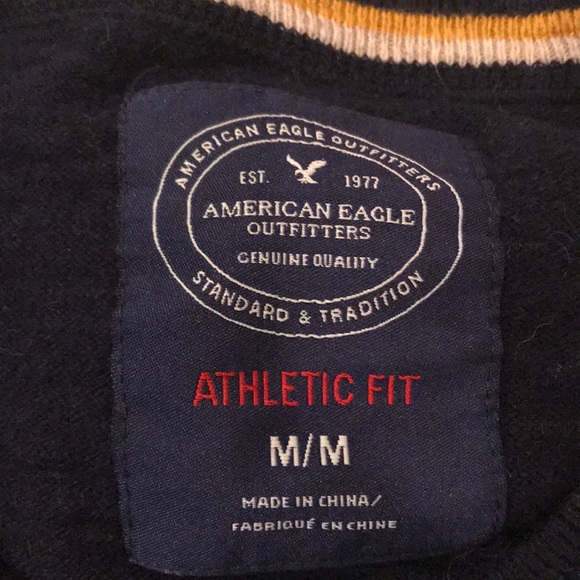 AMERICAN EAGLE OUTFITTERS
EST. 1977
AMERICAN EAGLE
OUTFITTERS
GENUINE QUALITY
STANDARD & TRADITION
ATHLETIC FIT
M/M
MADE IN CHINA/
FABRIQUÉ EN CHINE